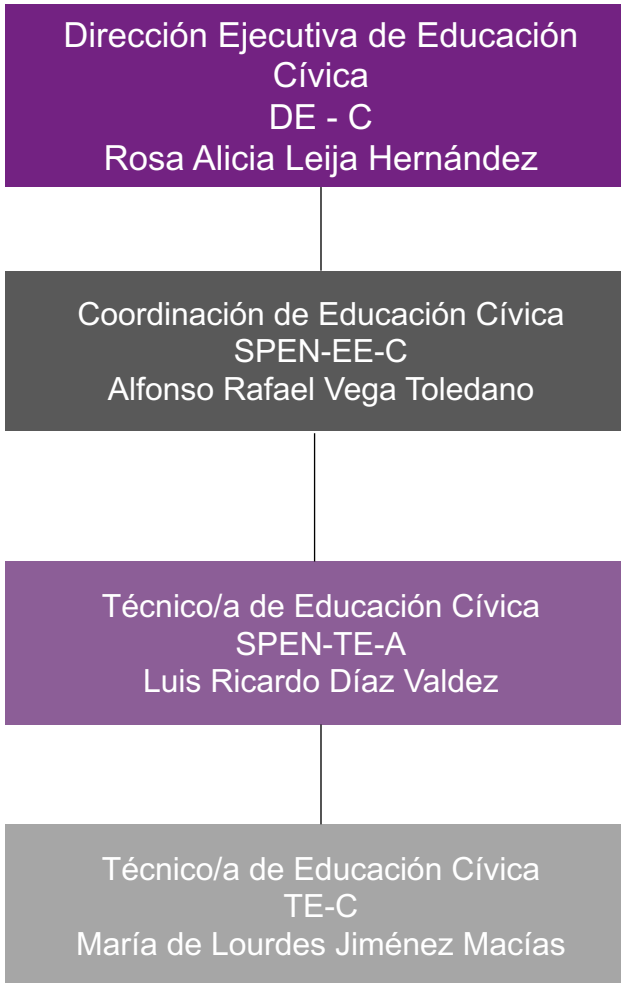 Dirección Ejecutiva de Educación
Cívica
DE - C
Rosa Alicia Leija Hernández
Coordinación de Educación Cívica
SPEN-EE-C
Alfonso Rafael Vega Toledano
Técnico/a de Educación Cívica
SPEN-TE-A
Luis Ricardo Díaz Valdez
Técnico/a de Educación Cívica
TE-C
María de Lourdes Jiménez Macías